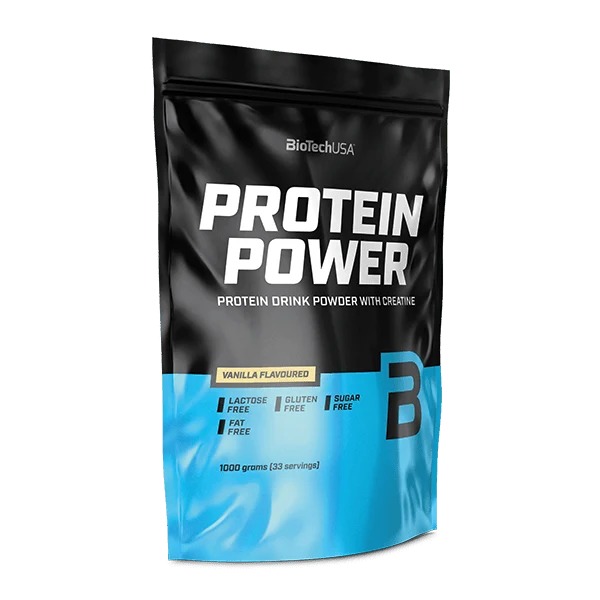 BioTechUSA
PROTEIN
POWER
PROTEIN DRINK POWDER WITH CREATINE
VANILLA FLAVOURED
LACTOSE FREE
GLUTEN FREE
SUGAR FREE
FAT FREE
1000 grams [33 servings]
B